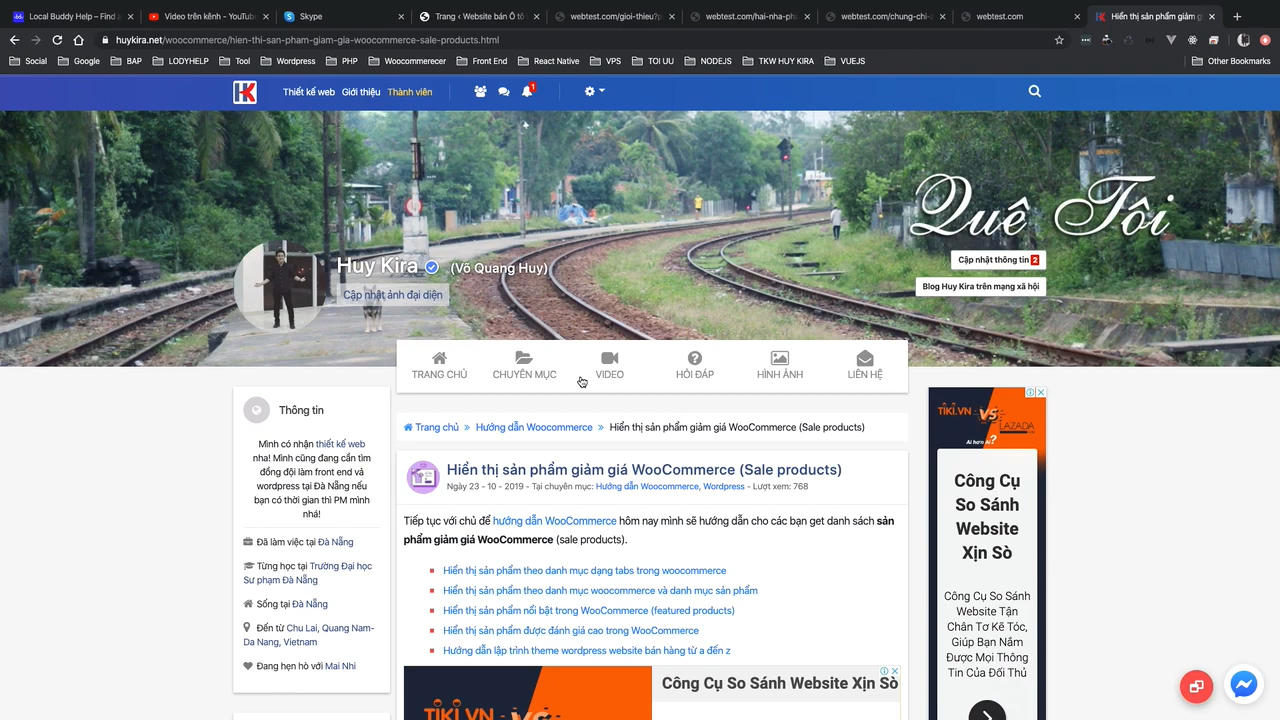 Local Buddy Help – Find a
Video trên kênh - YouTube
Skype
Trang ‹ Website bán Ô tô
webtest.com/gioi-thieu?p
webtest.com/hai-nha-ph
webtest.com/chung-chi-
webtest.com
Hiển thị sản phẩm giảm g
huykira.net/woocommerce/hien-thi-san-pham-giam-gia-woocommerce-sale-products.html
Social
Google
BAP
LODYHELP
Tool
Wordpress
PHP
Woocommerecer
Front End
React Native
VPS
TOI UU
NODEJS
TKW HUY KIRA
VUEJS
Other Bookmarks
HK
Thiết kế web
Giới thiệu
Thành viên
1
Quê Tôi
Huy Kira (Võ Quang Huy)
Cập nhật ảnh đại diện
Cập nhật thông tin 2
Blog Huy Kira trên mạng xã hội
TRANG CHỦ
CHUYÊN MỤC
VIDEO
HỎI ĐÁP
HÌNH ẢNH
LIÊN HỆ
Thông tin
Mình có nhận thiết kế web
nha! Mình cũng đang cần tìm
đồng đội làm front end và
wordpress tại Đà Nẵng nếu
bạn có thời gian thì PM mình
nhá!
Đã làm việc tại Đà Nẵng
Từng học tại Trường Đại học
Sư phạm Đà Nẵng
Sống tại Đà Nẵng
Đến từ Chu Lai, Quang Nam-
Da Nang, Vietnam
Đang hẹn hò với Mai Nhi
Trang chủ » Hướng dẫn Woocommerce » Hiển thị sản phẩm giảm giá WooCommerce (Sale products)
Hiển thị sản phẩm giảm giá WooCommerce (Sale products)
Ngày 23 - 10 - 2019 - Tại chuyên mục: Hướng dẫn Woocommerce, Wordpress - Lượt xem: 768
Tiếp tục với chủ để hướng dẫn WooCommerce hôm nay mình sẽ hướng dẫn cho các bạn get danh sách sản
phẩm giảm giá WooCommerce (sale products).
Hiển thị sản phẩm theo danh mục dạng tabs trong woocommerce
Hiển thị sản phẩm theo danh mục woocommerce và danh mục sản phẩm
Hiển thị sản phẩm nổi bật trong WooCommerce (featured products)
Hiển thị sản phẩm được đánh giá cao trong WooCommerce
Hướng dẫn lập trình theme wordpress website bán hàng từ a đến z
TIKI.VN
VS
Công Cụ So Sánh Website Xịn Sò
TIKI.VN
VS
LAZADA
Ai hơn Ai?
Công Cụ
So Sánh
Website
Xịn Sò
Công Cụ So Sánh
Website Tận
Chân Tơ Kẽ Tóc,
Giúp Bạn Nắm
Được Mọi Thông
Tin Của Đối Thủ